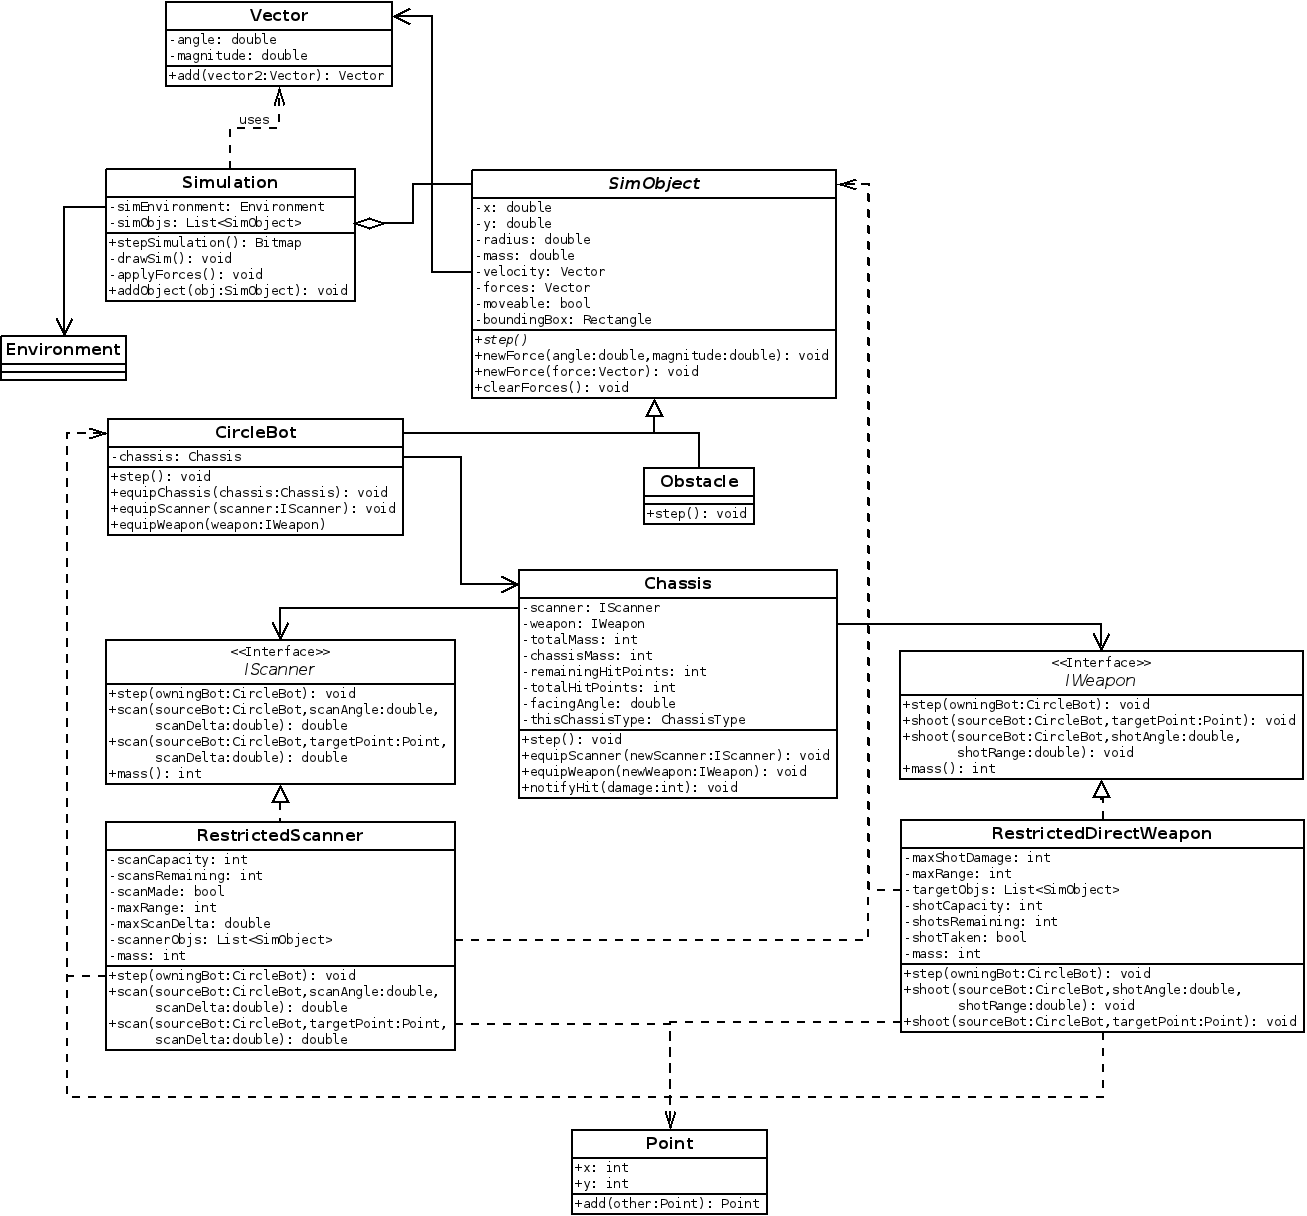 Vector
-angle: double
-magnitude: double
+add(vector2:Vector): Vector
uses
Simulation
-simEnvironment: Environment
-simObjs: List<SimObject>
+stepSimulation(): Bitmap
-drawSim(): void
-applyForces(): void
+addObject(obj:SimObject): void
SimObject
-x: double
-y: double
-radius: double
-mass: double
-velocity: Vector
-forces: Vector
-moveable: bool
-boundingBox: Rectangle
+step()
+newForce(angle:double,magnitude:double): void
+newForce(force:Vector): void
+clearForces(): void
Environment
CircleBot
-chassis: Chassis
+step(): void
+equipChassis(chassis:Chassis): void
+equipScanner(scanner:IScanner): void
+equipWeapon(weapon:IWeapon)
Obstacle
+step(): void
Chassis
-scanner: IScanner
-weapon: IWeapon
-totalMass: int
-chassisMass: int
-remainingHitPoints: int
-totalHitPoints: int
-facingAngle: double
-thisChassisType: ChassisType
+step(): void
+equipScanner(newScanner:IScanner): void
+equipWeapon(newWeapon:IWeapon): void
+notifyHit(damage:int): void
<<Interface>>
IScanner
+step(owningBot:CircleBot): void
+scan(sourceBot:CircleBot,scanAngle:double,
scanDelta:double): double
+scan(sourceBot:CircleBot,targetPoint:Point,
scanDelta:double): double
+mass(): int
<<Interface>>
IWeapon
+step(owningBot:CircleBot): void
+shoot(sourceBot:CircleBot,targetPoint:Point): void
+shoot(sourceBot:CircleBot,shotAngle:double,
shotRange:double): void
+mass(): int
RestrictedScanner
-scanCapacity: int
-scansRemaining: int
-scanMade: bool
-maxRange: int
-maxScanDelta: double
-scannerObjs: List<SimObject>
-mass: int
+step(owningBot:CircleBot): void
+scan(sourceBot:CircleBot,scanAngle:double,
scanDelta:double): double
+scan(sourceBot:CircleBot,targetPoint:Point,
scanDelta:double): double
RestrictedDirectWeapon
-maxShotDamage: int
-maxRange: int
-targetObjs: List<SimObject>
-shotCapacity: int
-shotsRemaining: int
-shotTaken: bool
-mass: int
+step(owningBot:CircleBot): void
+shoot(sourceBot:CircleBot,shotAngle:double,
shotRange:double): void
+shoot(sourceBot:CircleBot,targetPoint:Point): void
Point
+x: int
+y: int
+add(other:Point): Point